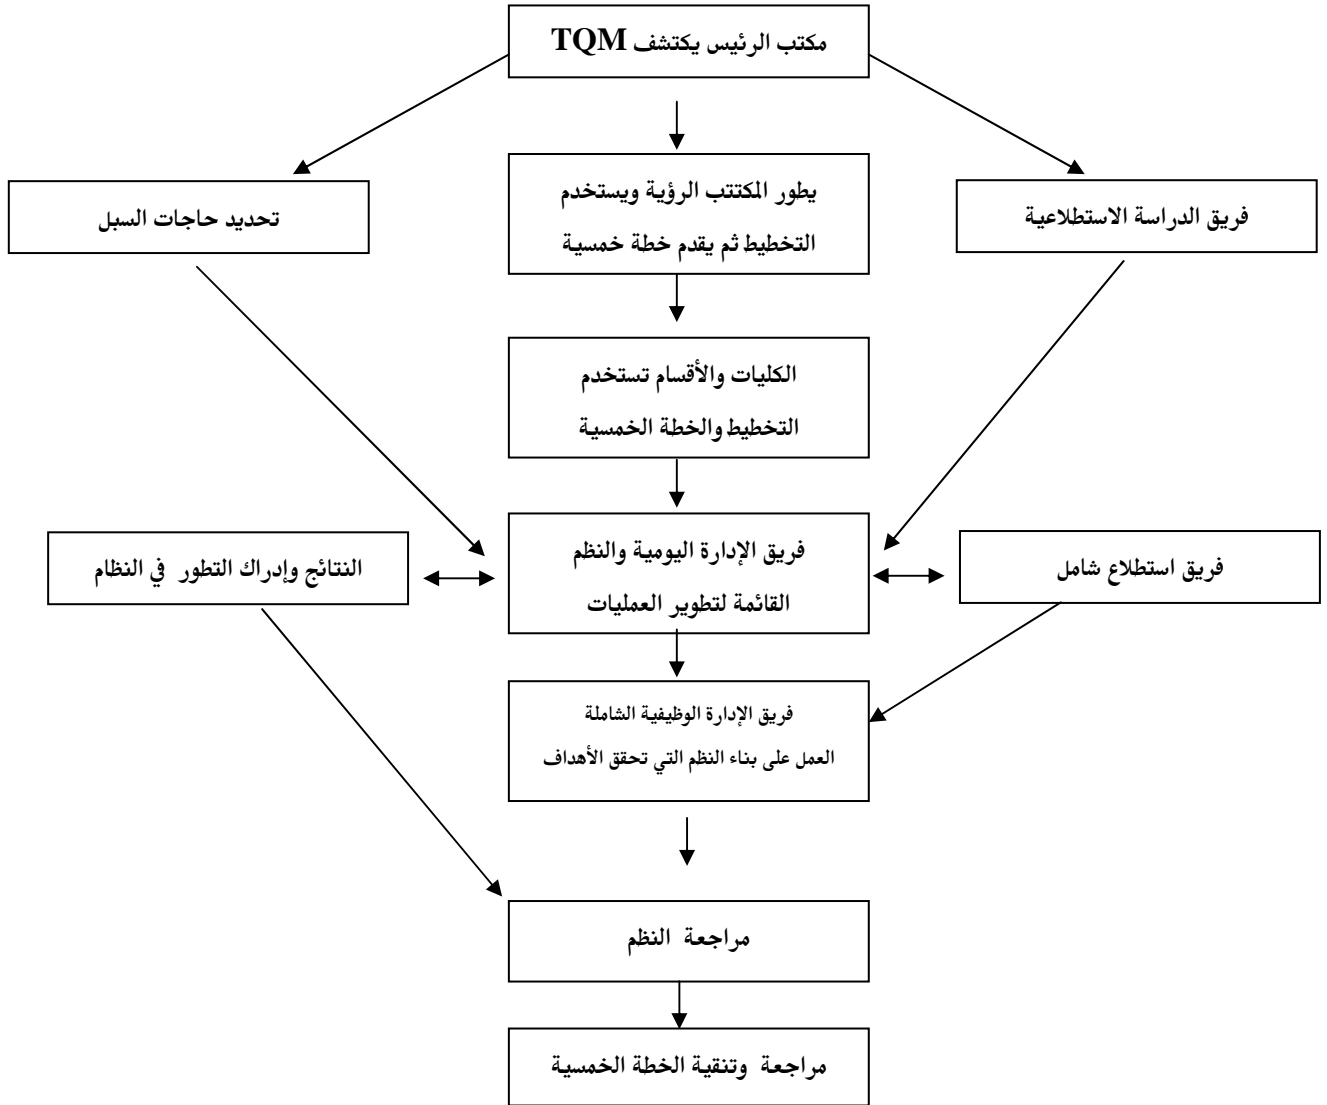 مكتب الرئيس يكتشف TQM
يطور المكتتب الرؤية ويستخدم
التخطيط ثم يقدم خطة خمسية
فريق الدراسة الاستطلاعية
تحديد حاجات السبل
الكليات والأقسام تستخدم
التخطيط والخطة الخمسية
فريق الإدارة اليومية والنظم
القائمة لتطوير العمليات
فريق استطلاع شامل
النتائج وإدراك التطور في النظام
فريق الإدارة الوظيفية الشاملة
العمل على بناء النظم التي تحقق الأهداف
مراجعة النظم
مراجعة وتنقية الخطة الخمسية